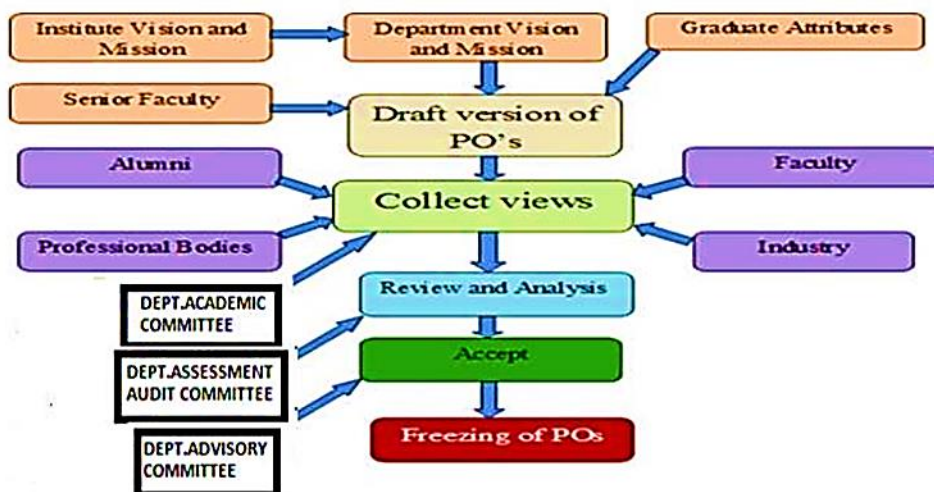 Institute Vision and
Mission
Department Vision
and Mission
Graduate Attributes
Senior Faculty
Draft version of
PO's
Alumni
Faculty
Collect views
Professional Bodies
Industry
DEPT.ACADEMIC
COMMITTEE
Review and Analysis
DEPT.ASSESSMENT
AUDIT COMMITTEE
Accept
DEPT.ADVISORY
COMMITTEE
Freezing of POs